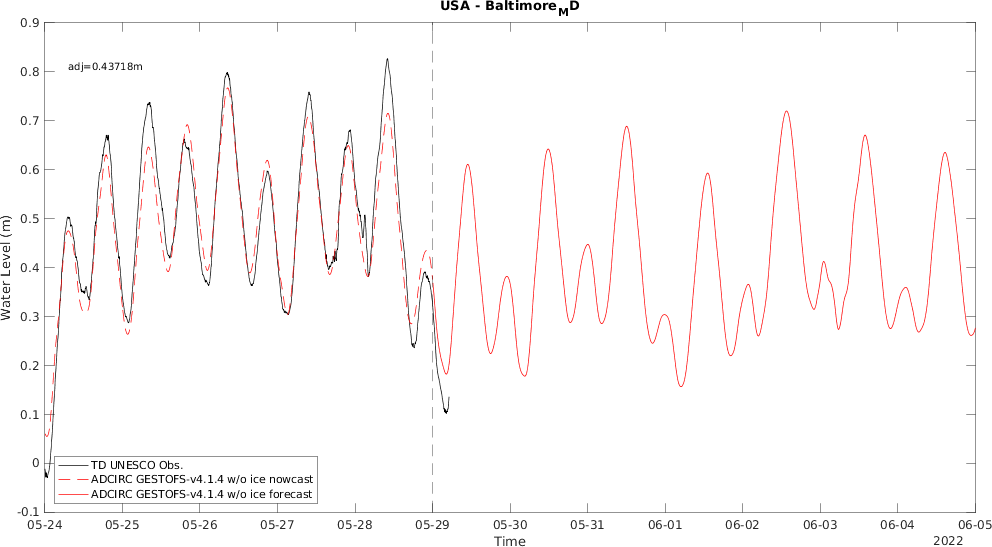 USA - Baltimore_MD
0.9
0.8
0.7
0.6
0.5
0.4
0.3
0.2
0.1
0
-0.1
Water Level (m)
adj=0.43718m
TD UNESCO Obs.
ADCIRC GESTOFS-v4.1.4 w/o ice nowcast
ADCIRC GESTOFS-v4.1.4 w/o ice forecast
05-24 05-25 05-26 05-27 05-28 05-29 05-30 05-31 06-01 06-02 06-03 06-04 06-05
Time
2022